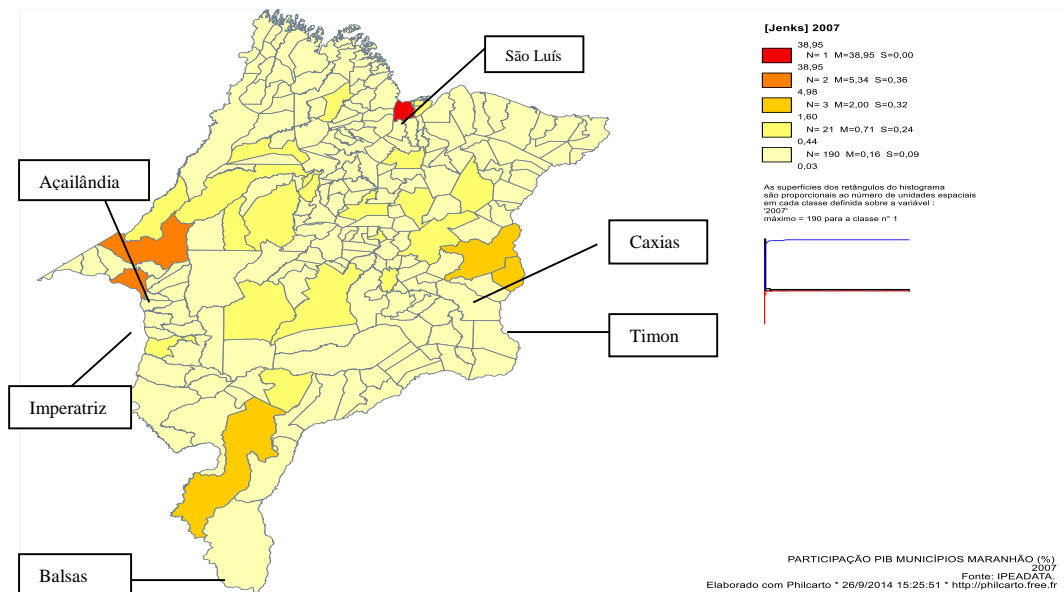 São Luís
Açailândia
Caxias
Timon
Imperatriz
Balsas
[Jenks] 2007
38,95
N= 1 M=38,95 S=0,00
38,95
N= 2 M=5,34 S=0,36
4,98
N= 3 M=2,00 S=0,32
1,60
N= 21 M=0,71 S=0,24
0,44
N= 190 M=0,16 S=0,09
0,03
As superfícies dos retângulos do histograma
são proporcionais ao número de unidades espaciais
em cada classe definida sobre a variável :
'2007'
máximo = 190 para a classe n° 1
PARTICIPAÇÃO PIB MUNICÍPIOS MARANHÃO (%)
2007
Fonte: IPEADATA.
Elaborado com Philcarto * 26/9/2014 15:25:51 * http://philcarto.free.fr